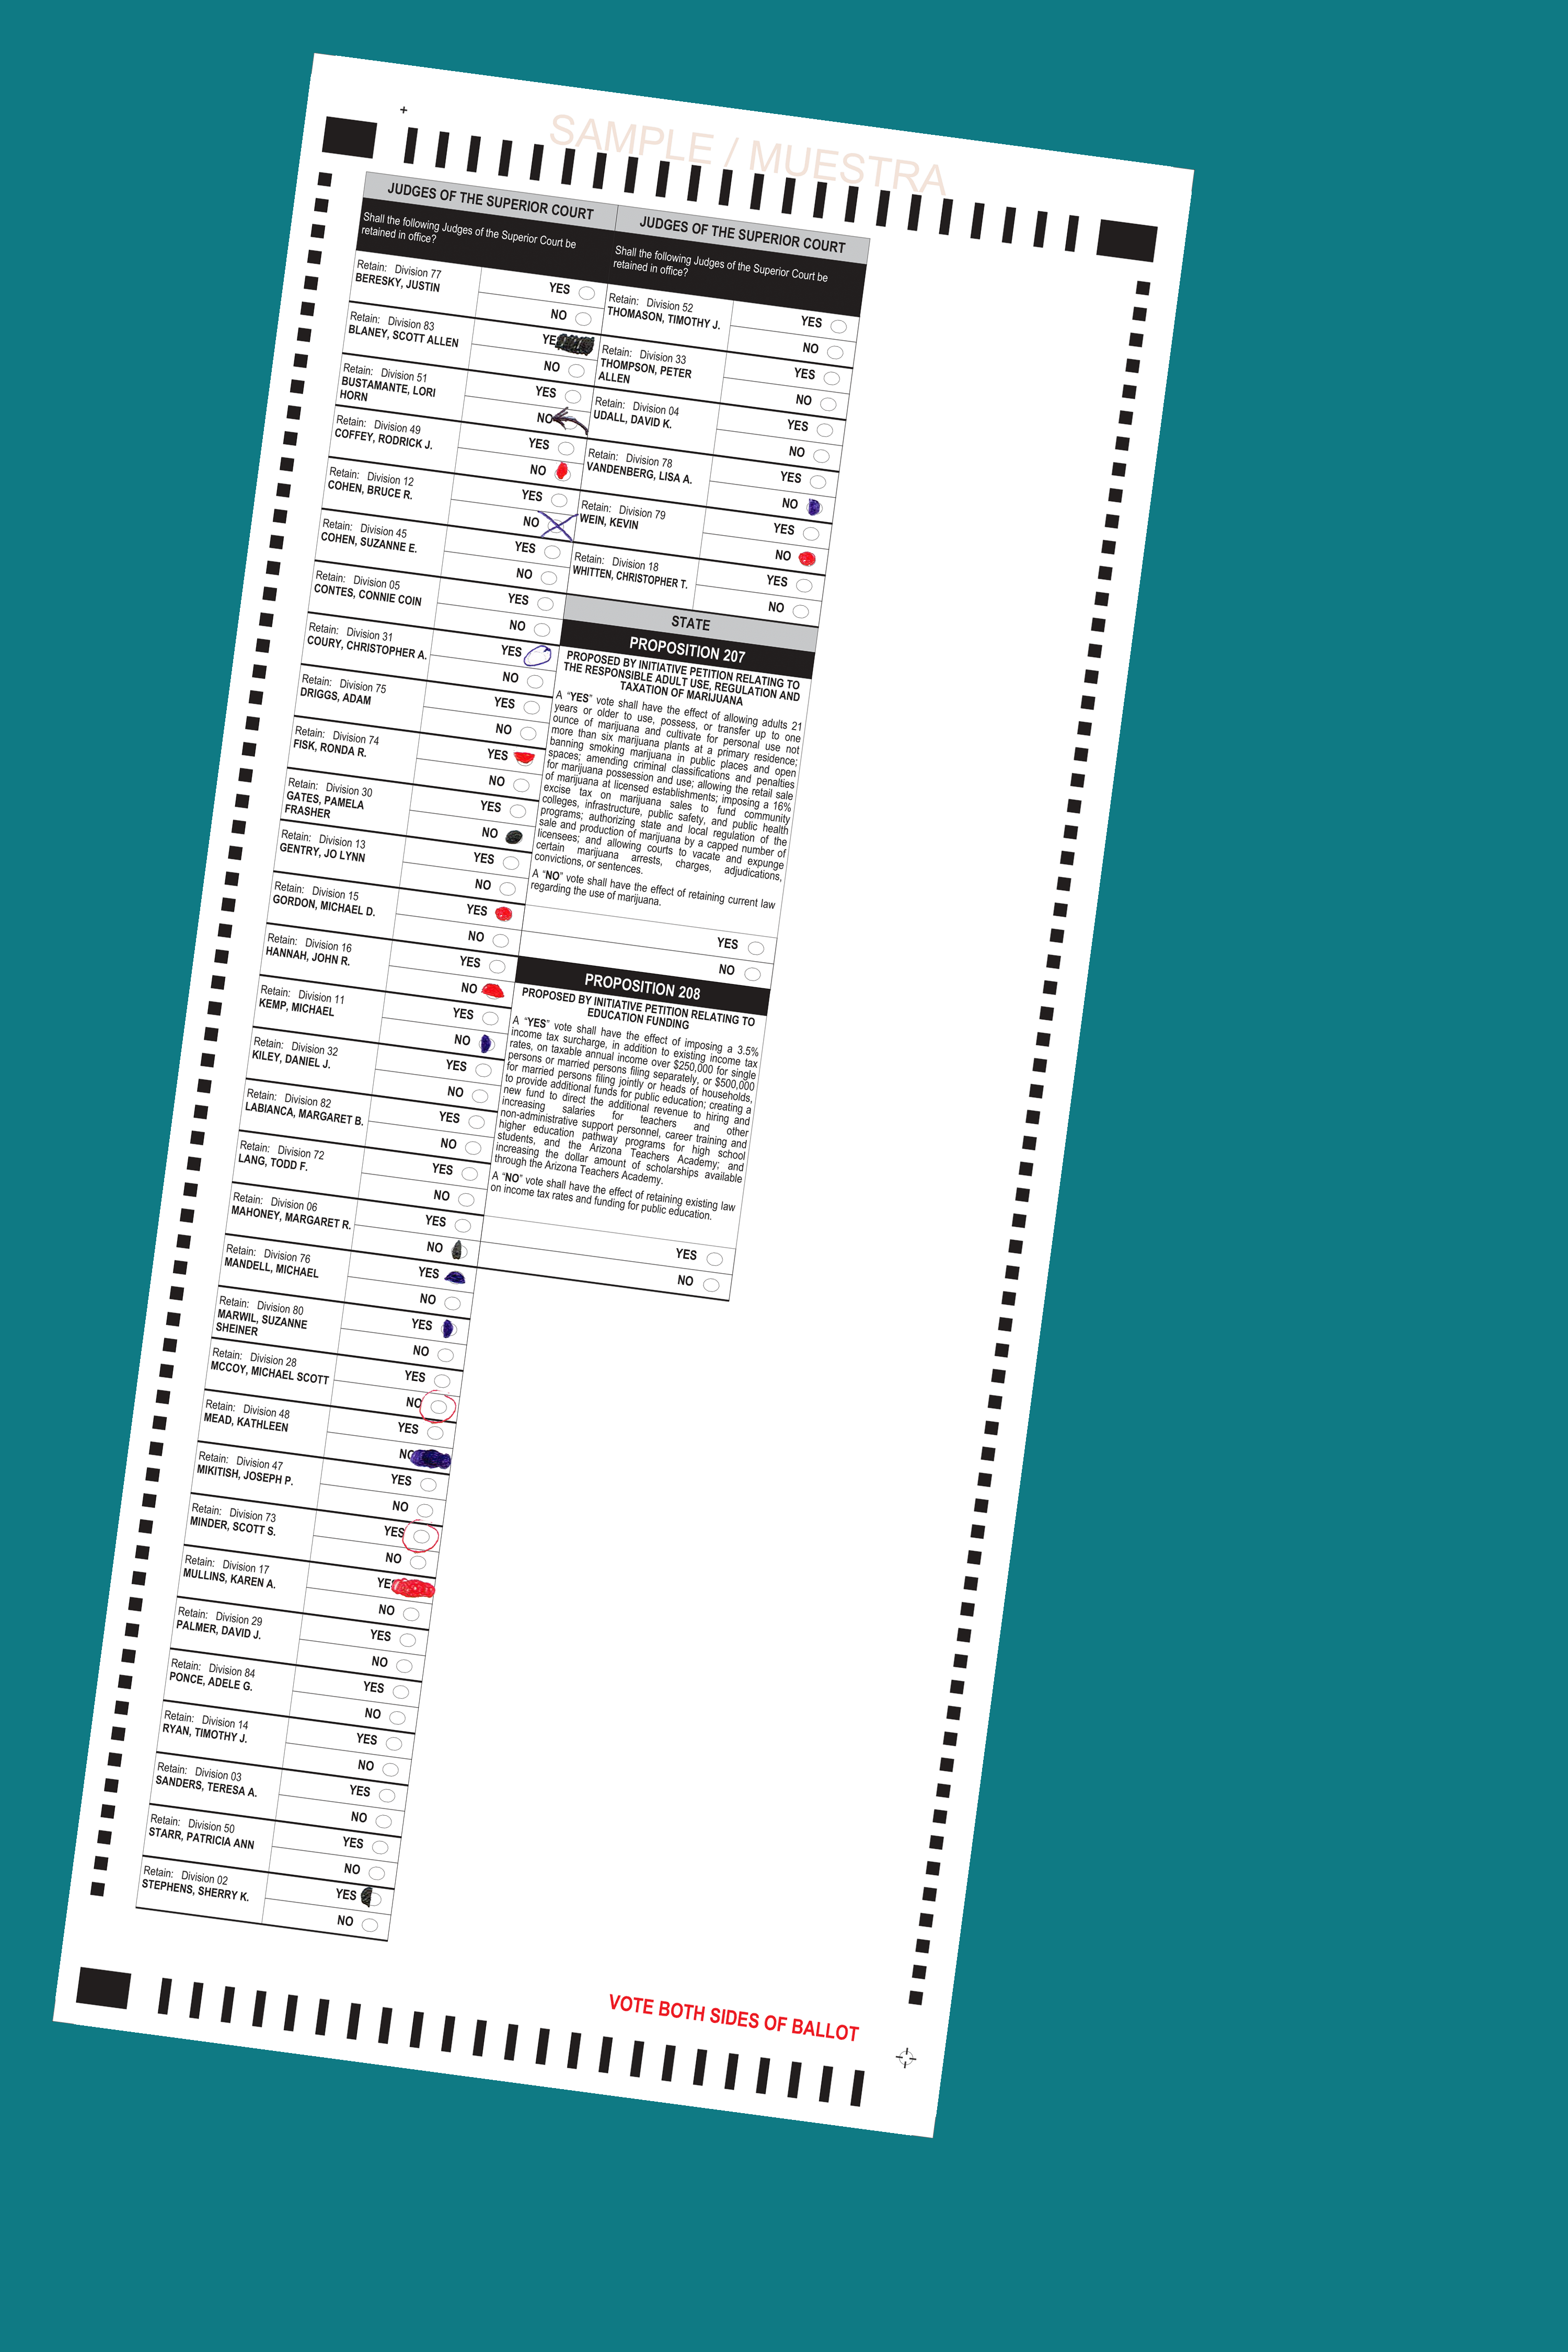 SAMPLE / MUESTRA
JUDGES OF THE SUPERIOR COURT
Shall the following Judges of the Superior Court be
retained in office?
Retain: Division 77
BERESKY, JUSTIN
YES
NO
Retain: Division 83
BLANEY, SCOTT ALLEN
YE
NO
Retain: Division 51
BUSTAMANTE, LORI
HORN
YES
NO
Retain: Division 49
COFFEY, RODRICK J.
YES
NO
Retain: Division 12
COHEN, BRUCE R.
YES
NO
Retain: Division 45
COHEN, SUZANNE E.
YES
NO
Retain: Division 05
CONTES, CONNIE COIN
YES
NO
Retain: Division 31
COURY, CHRISTOPHER A.
YES
NO
Retain: Division 75
DRIGGS, ADAM
YES
NO
Retain: Division 74
FISK, RONDA R.
YES
NO
Retain: Division 30
GATES, PAMELA
FRASHER
YES
NO
Retain: Division 13
GENTRY, JO LYNN
YES
NO
Retain: Division 15
GORDON, MICHAEL D.
YES
NO
Retain: Division 16
HANNAH, JOHN R.
YES
NO
Retain: Division 11
KEMP, MICHAEL
YES
NO
Retain: Division 32
KILEY, DANIEL J.
YES
NO
Retain: Division 82
LABIANCA, MARGARET B.
YES
NO
Retain: Division 72
LANG, TODD F.
YES
NO
Retain: Division 06
MAHONEY, MARGARET R.
YES
NO
Retain: Division 76
MANDELL, MICHAEL
YES
NO
Retain: Division 80
MARWIL, SUZANNE
SHEINER
YES
NO
Retain: Division 28
MCCOY, MICHAEL SCOTT
YES
NO
Retain: Division 48
MEAD, KATHLEEN
YES
NO
Retain: Division 47
MIKITISH, JOSEPH P.
YES
NO
Retain: Division 73
MINDER, SCOTT S.
YES
NO
Retain: Division 17
MULLINS, KAREN A.
YES
NO
Retain: Division 29
PALMER, DAVID J.
YES
NO
Retain: Division 84
PONCE, ADELE G.
YES
NO
Retain: Division 14
RYAN, TIMOTHY J.
YES
NO
Retain: Division 03
SANDERS, TERESA A.
YES
NO
Retain: Division 50
STARR, PATRICIA ANN
YES
NO
Retain: Division 02
STEPHENS, SHERRY K.
YES
NO
JUDGES OF THE SUPERIOR COURT
Shall the following Judges of the Superior Court be
retained in office?
Retain: Division 52
THOMASON, TIMOTHY J.
YES
NO
Retain: Division 33
THOMPSON, PETER
ALLEN
YES
NO
Retain: Division 04
UDALL, DAVID K.
YES
NO
Retain: Division 78
VANDENBERG, LISA A.
YES
NO
Retain: Division 79
WEIN, KEVIN
YES
NO
Retain: Division 18
WHITTEN, CHRISTOPHER T.
YES
NO
STATE
PROPOSITION 207
PROPOSED BY INITIATIVE PETITION RELATING TO
THE RESPONSIBLE ADULT USE, REGULATION AND
TAXATION OF MARIJUANA
A “YES” vote shall have the effect of allowing adults 21
years or older to use, possess, or transfer up to one
ounce of marijuana and cultivate for personal use not
more than six marijuana plants at a primary residence;
banning smoking marijuana in public places and open
spaces; amending criminal classifications and penalties
for marijuana possession and use; allowing the retail sale
of marijuana at licensed establishments; imposing a 16%
excise tax on marijuana sales to fund community
colleges, infrastructure, public safety, and public health
programs; authorizing state and local regulation of the
sale and production of marijuana by a capped number of
licensees; and allowing courts to vacate and expunge
certain marijuana arrests, charges, adjudications,
convictions, or sentences.
A “NO” vote shall have the effect of retaining current law
regarding the use of marijuana.
YES
NO
PROPOSITION 208
PROPOSED BY INITIATIVE PETITION RELATING TO
EDUCATION FUNDING
A “YES” vote shall have the effect of imposing a 3.5%
income tax surcharge, in addition to existing income tax
rates, on taxable annual income over $250,000 for single
persons or married persons filing separately, or $500,000
for married persons filing jointly or heads of households,
to provide additional funds for public education; creating a
new fund to direct the additional revenue to hiring and
increasing salaries for teachers and other
non-administrative support personnel, career training and
higher education pathway programs for high school
students, and the Arizona Teachers Academy; and
increasing the dollar amount of scholarships available
through the Arizona Teachers Academy.
A “NO” vote shall have the effect of retaining existing law
on income tax rates and funding for public education.
YES
NO
VOTE BOTH SIDES OF BALLOT